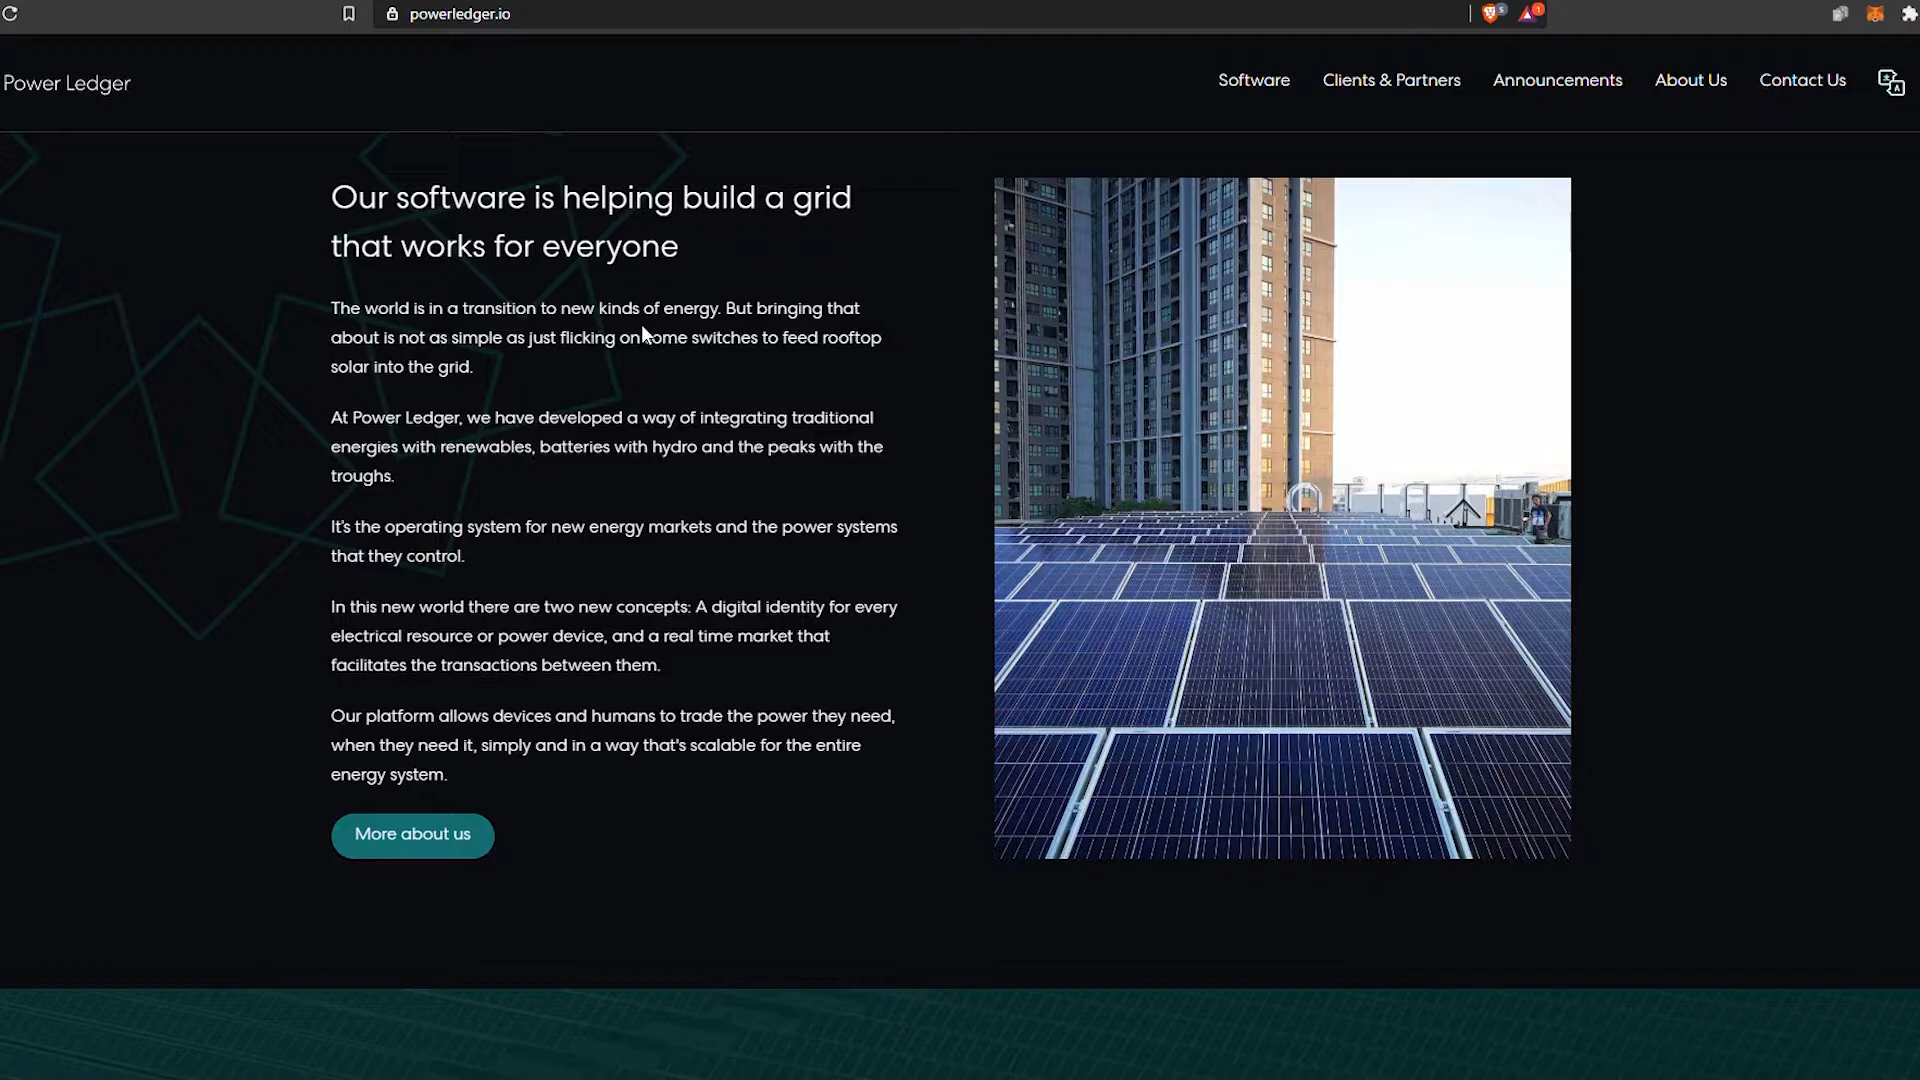 powerledger.io
5
1
Power Ledger
Software
Clients & Partners
Announcements
About Us
Contact Us
A
Our software is helping build a grid
that works for everyone
The world is in a transition to new kinds of energy. But bringing that
about is not as simple as just flicking on some switches to feed rooftop
solar into the grid.
At Power Ledger, we have developed a way of integrating traditional
energies with renewables, batteries with hydro and the peaks with the
troughs.
It's the operating system for new energy markets and the power systems
that they control.
In this new world there are two new concepts: A digital identity for every
electrical resource or power device, and a real time market that
facilitates the transactions between them.
Our platform allows devices and humans to trade the power they need,
when they need it, simply and in a way that's scalable for the entire
energy system.
More about us